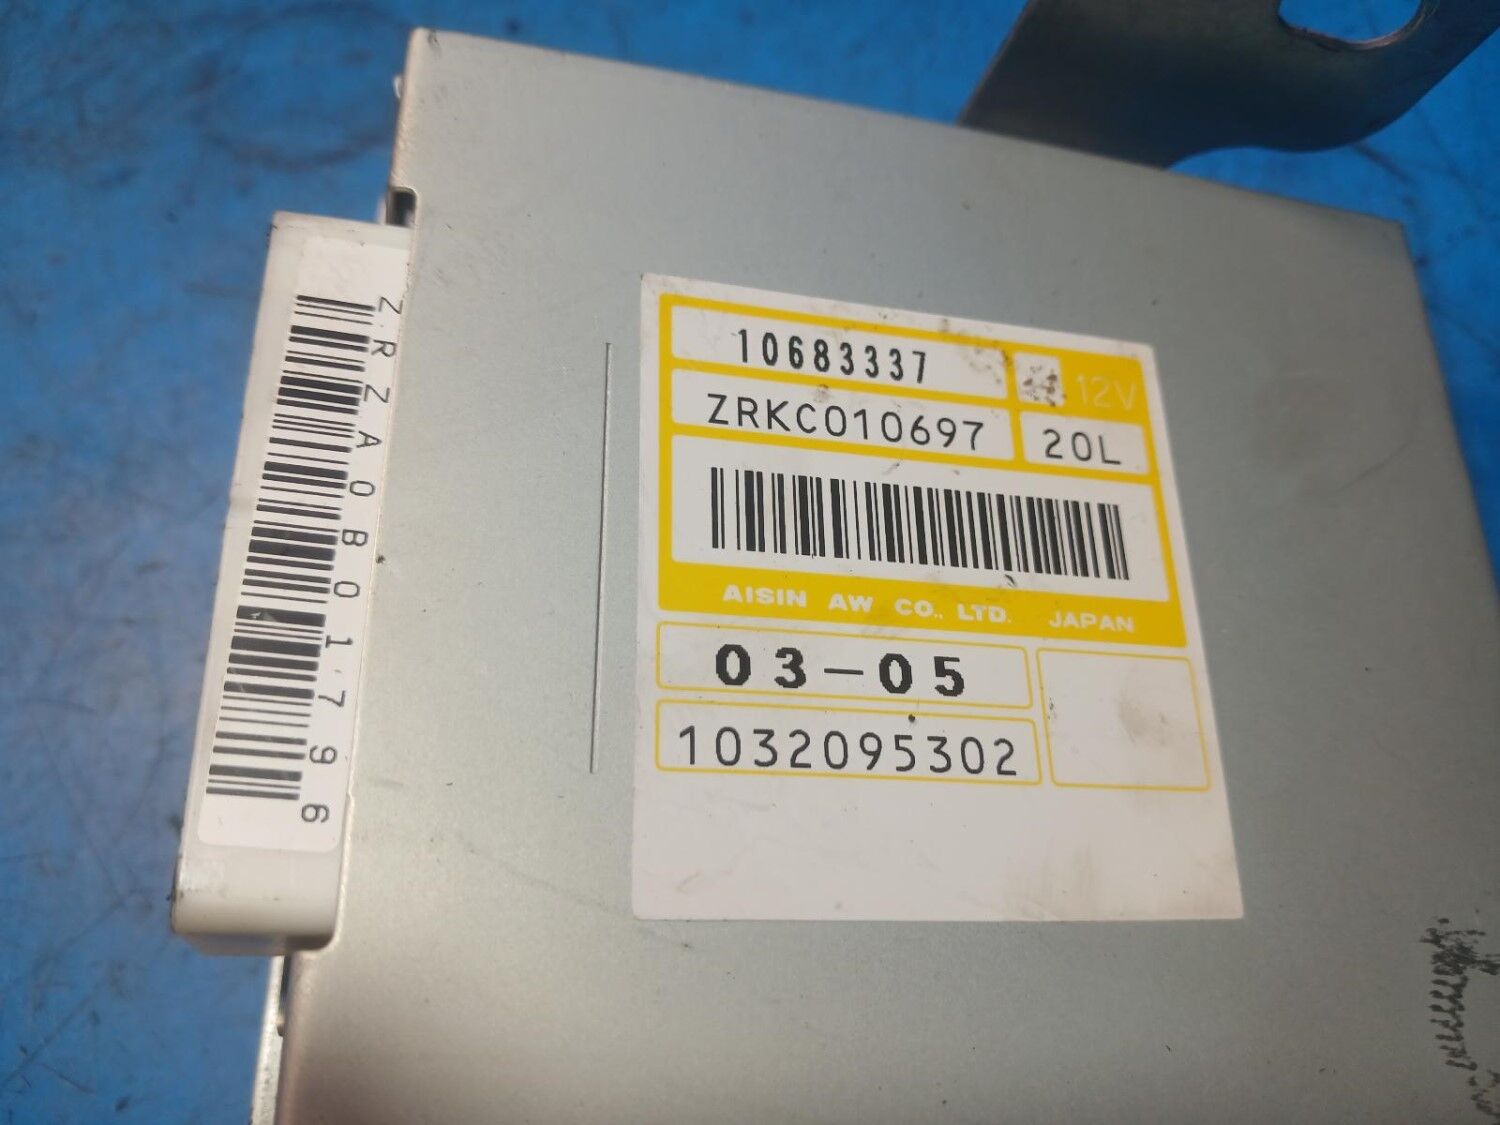 ZRZA0B01796
10683337
12V
ZRKC010697
20L
AISIN AW CO., LTD. JAPAN
03-05
1032095302